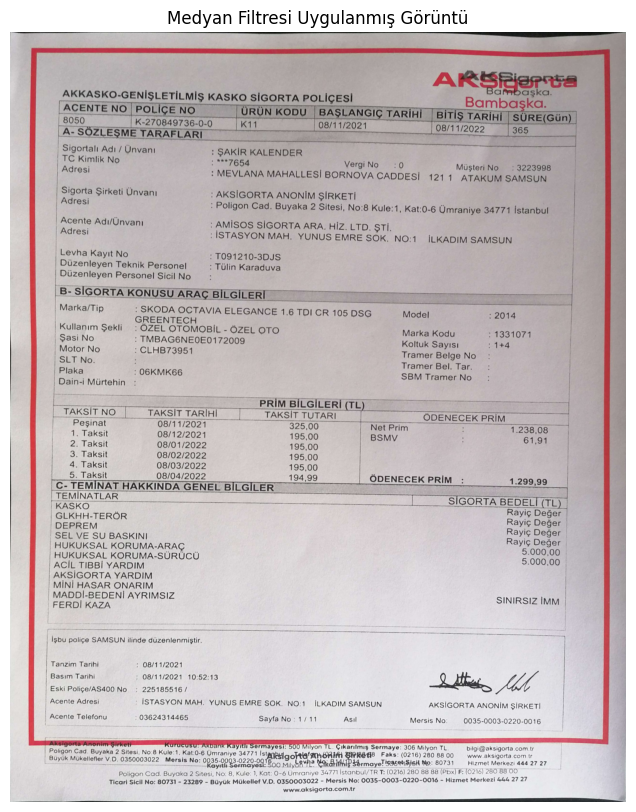 Medyan Filtresi Uygulanmış Görüntü
AKSigorta
Bambaşka.
Bambaşka.
AKKASKO-GENİŞLETİLMİŞ KASKO SİGORTA POLİÇESİ
ACENTE NO POLİÇE NO ÜRÜN KODU BAŞLANGIÇ TARİHİ BİTİŞ TARİHİ SÜRE(Gün)
8050 K-270849736-0-0 K11 08/11/2021 08/11/2022 365
A- SÖZLEŞME TARAFLARI
Sigortalı Adı / Ünvanı : ŞAKİR KALENDER
TC Kimlik No : ***7654 Vergi No : 0 Müşteri No : 3223998
Adresi : MEVLANA MAHALLESİ BORNOVA CADDESİ 121 1 ATAKUM SAMSUN
Sigorta Şirketi Ünvanı : AKSİGORTA ANONİM ŞİRKETİ
Adresi : Poligon Cad. Buyaka 2 Sitesi, No:8 Kule:1, Kat:0-6 Ümraniye 34771 İstanbul
Acente Adı/Ünvanı : AMİSOS SİGORTA ARA. HİZ. LTD. ŞTİ.
Adresi : İSTASYON MAH. YUNUS EMRE SOK. NO:1 İLKADIM SAMSUN
Levha Kayıt No : T091210-3DJS
Düzenleyen Teknik Personel : Tülin Karaduva
Düzenleyen Personel Sicil No :
B- SİGORTA KONUSU ARAÇ BİLGİLERİ
Marka/Tip : SKODA OCTAVIA ELEGANCE 1.6 TDI CR 105 DSG GREENTECH Model : 2014
Kullanım Şekli : ÖZEL OTOMOBİL - ÖZEL OTO Marka Kodu : 1331071
Şasi No : TMBAG6NE0E0172009 Koltuk Sayısı : 1+4
Motor No : CLHB73951 Tramer Belge No :
SLT No. : Tramer Bel. Tar. :
Plaka : 06KMK66 SBM Tramer No :
Dain-i Mürtehin :
PRİM BİLGİLERİ (TL)
TAKSİT NO TAKSİT TARİHİ TAKSİT TUTARI ÖDENECEK PRİM
Peşinat 08/11/2021 325,00 Net Prim : 1.238,08
1. Taksit 08/12/2021 195,00 BSMV : 61,91
2. Taksit 08/01/2022 195,00
3. Taksit 08/02/2022 195,00
4. Taksit 08/03/2022 195,00
5. Taksit 08/04/2022 194,99 ÖDENECEK PRİM : 1.299,99
C- TEMİNAT HAKKINDA GENEL BİLGİLER
TEMİNATLAR SİGORTA BEDELİ (TL)
KASKO Rayiç Değer
GLKHH-TERÖR Rayiç Değer
DEPREM Rayiç Değer
SEL VE SU BASKINI Rayiç Değer
HUKUKSAL KORUMA-ARAÇ 5.000,00
HUKUKSAL KORUMA-SÜRÜCÜ 5.000,00
ACİL TIBBİ YARDIM
AKSİGORTA YARDIM
MİNİ HASAR ONARIM
MADDİ-BEDENİ AYRIMSIZ SINIRSIZ İMM
FERDİ KAZA
İşbu poliçe SAMSUN ilinde düzenlenmiştir.
Tanzim Tarihi : 08/11/2021
Basım Tarihi : 08/11/2021 10:52:13
Eski Poliçe/AS400 No : 225185516 /
Acente Adresi : İSTASYON MAH. YUNUS EMRE SOK. NO:1 İLKADIM SAMSUN AKSİGORTA ANONİM ŞİRKETİ
Acente Telefonu : 03624314465 Sayfa No : 1 / 11 Asıl Mersis No. 0035-0003-0220-0016
Aksigorta Anonim Şirketi Kurucusu: Akbank Kayıtlı Sermayesi: 500 Milyon TL. Çıkarılmış Sermaye: 306 Milyon TL. bilgi@aksigorta.com.tr
Poligon Cad. Buyaka 2 Sitesi, No:8 Kule:1, Kat:0-6 Ümraniye 34771 İstanbul Faks: (0216) 280 88 00 www.aksigorta.com.tr
Büyük Mükellefler V.D. 0350003022 Mersis No: 0035-0003-0220-0016 Ticaret Sicil No: 80731 Hizmet Merkezi 444 27 27
Aksigorta Anonim Şirketi
Kayıtlı Sermayesi: 500 Milyon TL. Çıkarılmış Sermaye: 306 Milyon TL.
Poligon Cad. Buyaka 2 Sitesi, No. 8, Kule: 1, Kat: 0-6 Ümraniye 34771 İstanbul/TR T: (0216) 280 88 88 (Pbx) F: (0216) 280 88 00
Ticari Sicil No: 80731 - 23289 - Büyük Mükellef V.D. 0350003022 - Mersis No: 0035-0003-0220-0016 - Hizmet Merkezi 444 27 27
www.aksigorta.com.tr